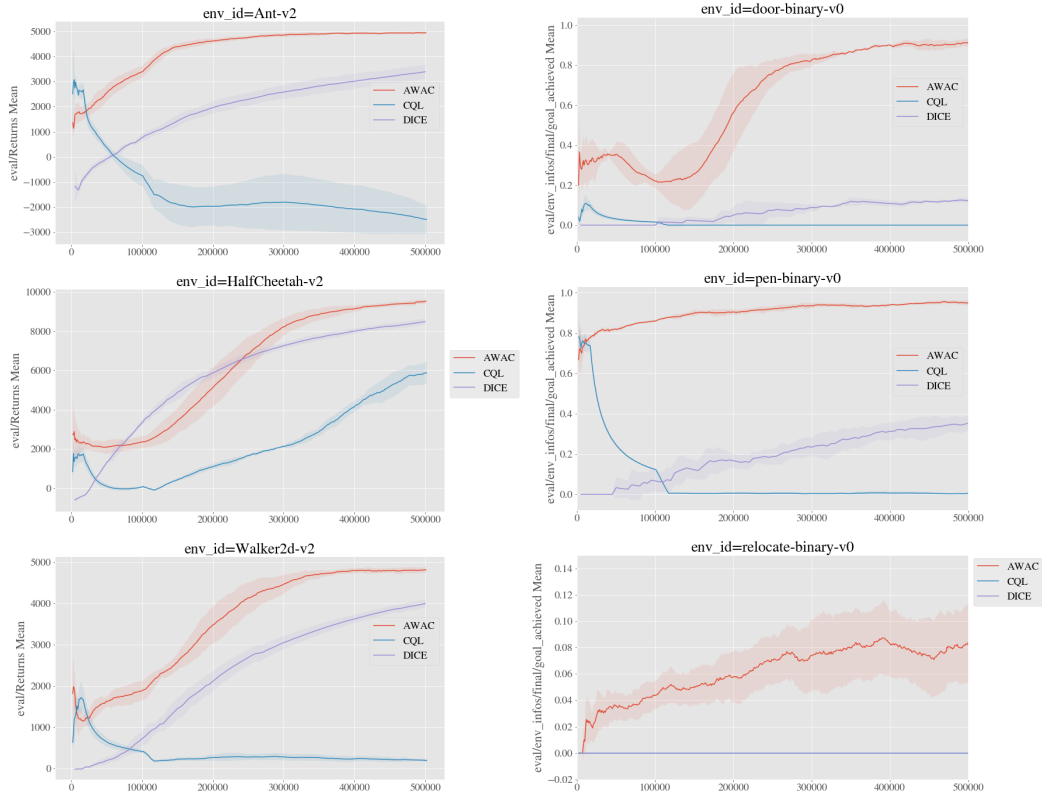 env_id=Ant-v2
eval/Returns Mean
5000
4000
3000
2000
1000
0
−1000
−2000
−3000
AWAC
CQL
DICE
0 100000 200000 300000 400000 500000
env_id=door-binary-v0
eval/env_infos/final/goal_achieved Mean
1.0
0.8
0.6
0.4
0.2
0.0
AWAC
CQL
DICE
0 100000 200000 300000 400000 500000
env_id=HalfCheetah-v2
eval/Returns Mean
10000
8000
6000
4000
2000
0
AWAC
CQL
DICE
0 100000 200000 300000 400000 500000
env_id=pen-binary-v0
eval/env_infos/final/goal_achieved Mean
1.0
0.8
0.6
0.4
0.2
0.0
AWAC
CQL
DICE
0 100000 200000 300000 400000 500000
env_id=Walker2d-v2
eval/Returns Mean
5000
4000
3000
2000
1000
0
AWAC
CQL
DICE
0 100000 200000 300000 400000 500000
env_id=relocate-binary-v0
eval/env_infos/final/goal_achieved Mean
0.14
0.12
0.10
0.08
0.06
0.04
0.02
0.00
−0.02
AWAC
CQL
DICE
0 100000 200000 300000 400000 500000